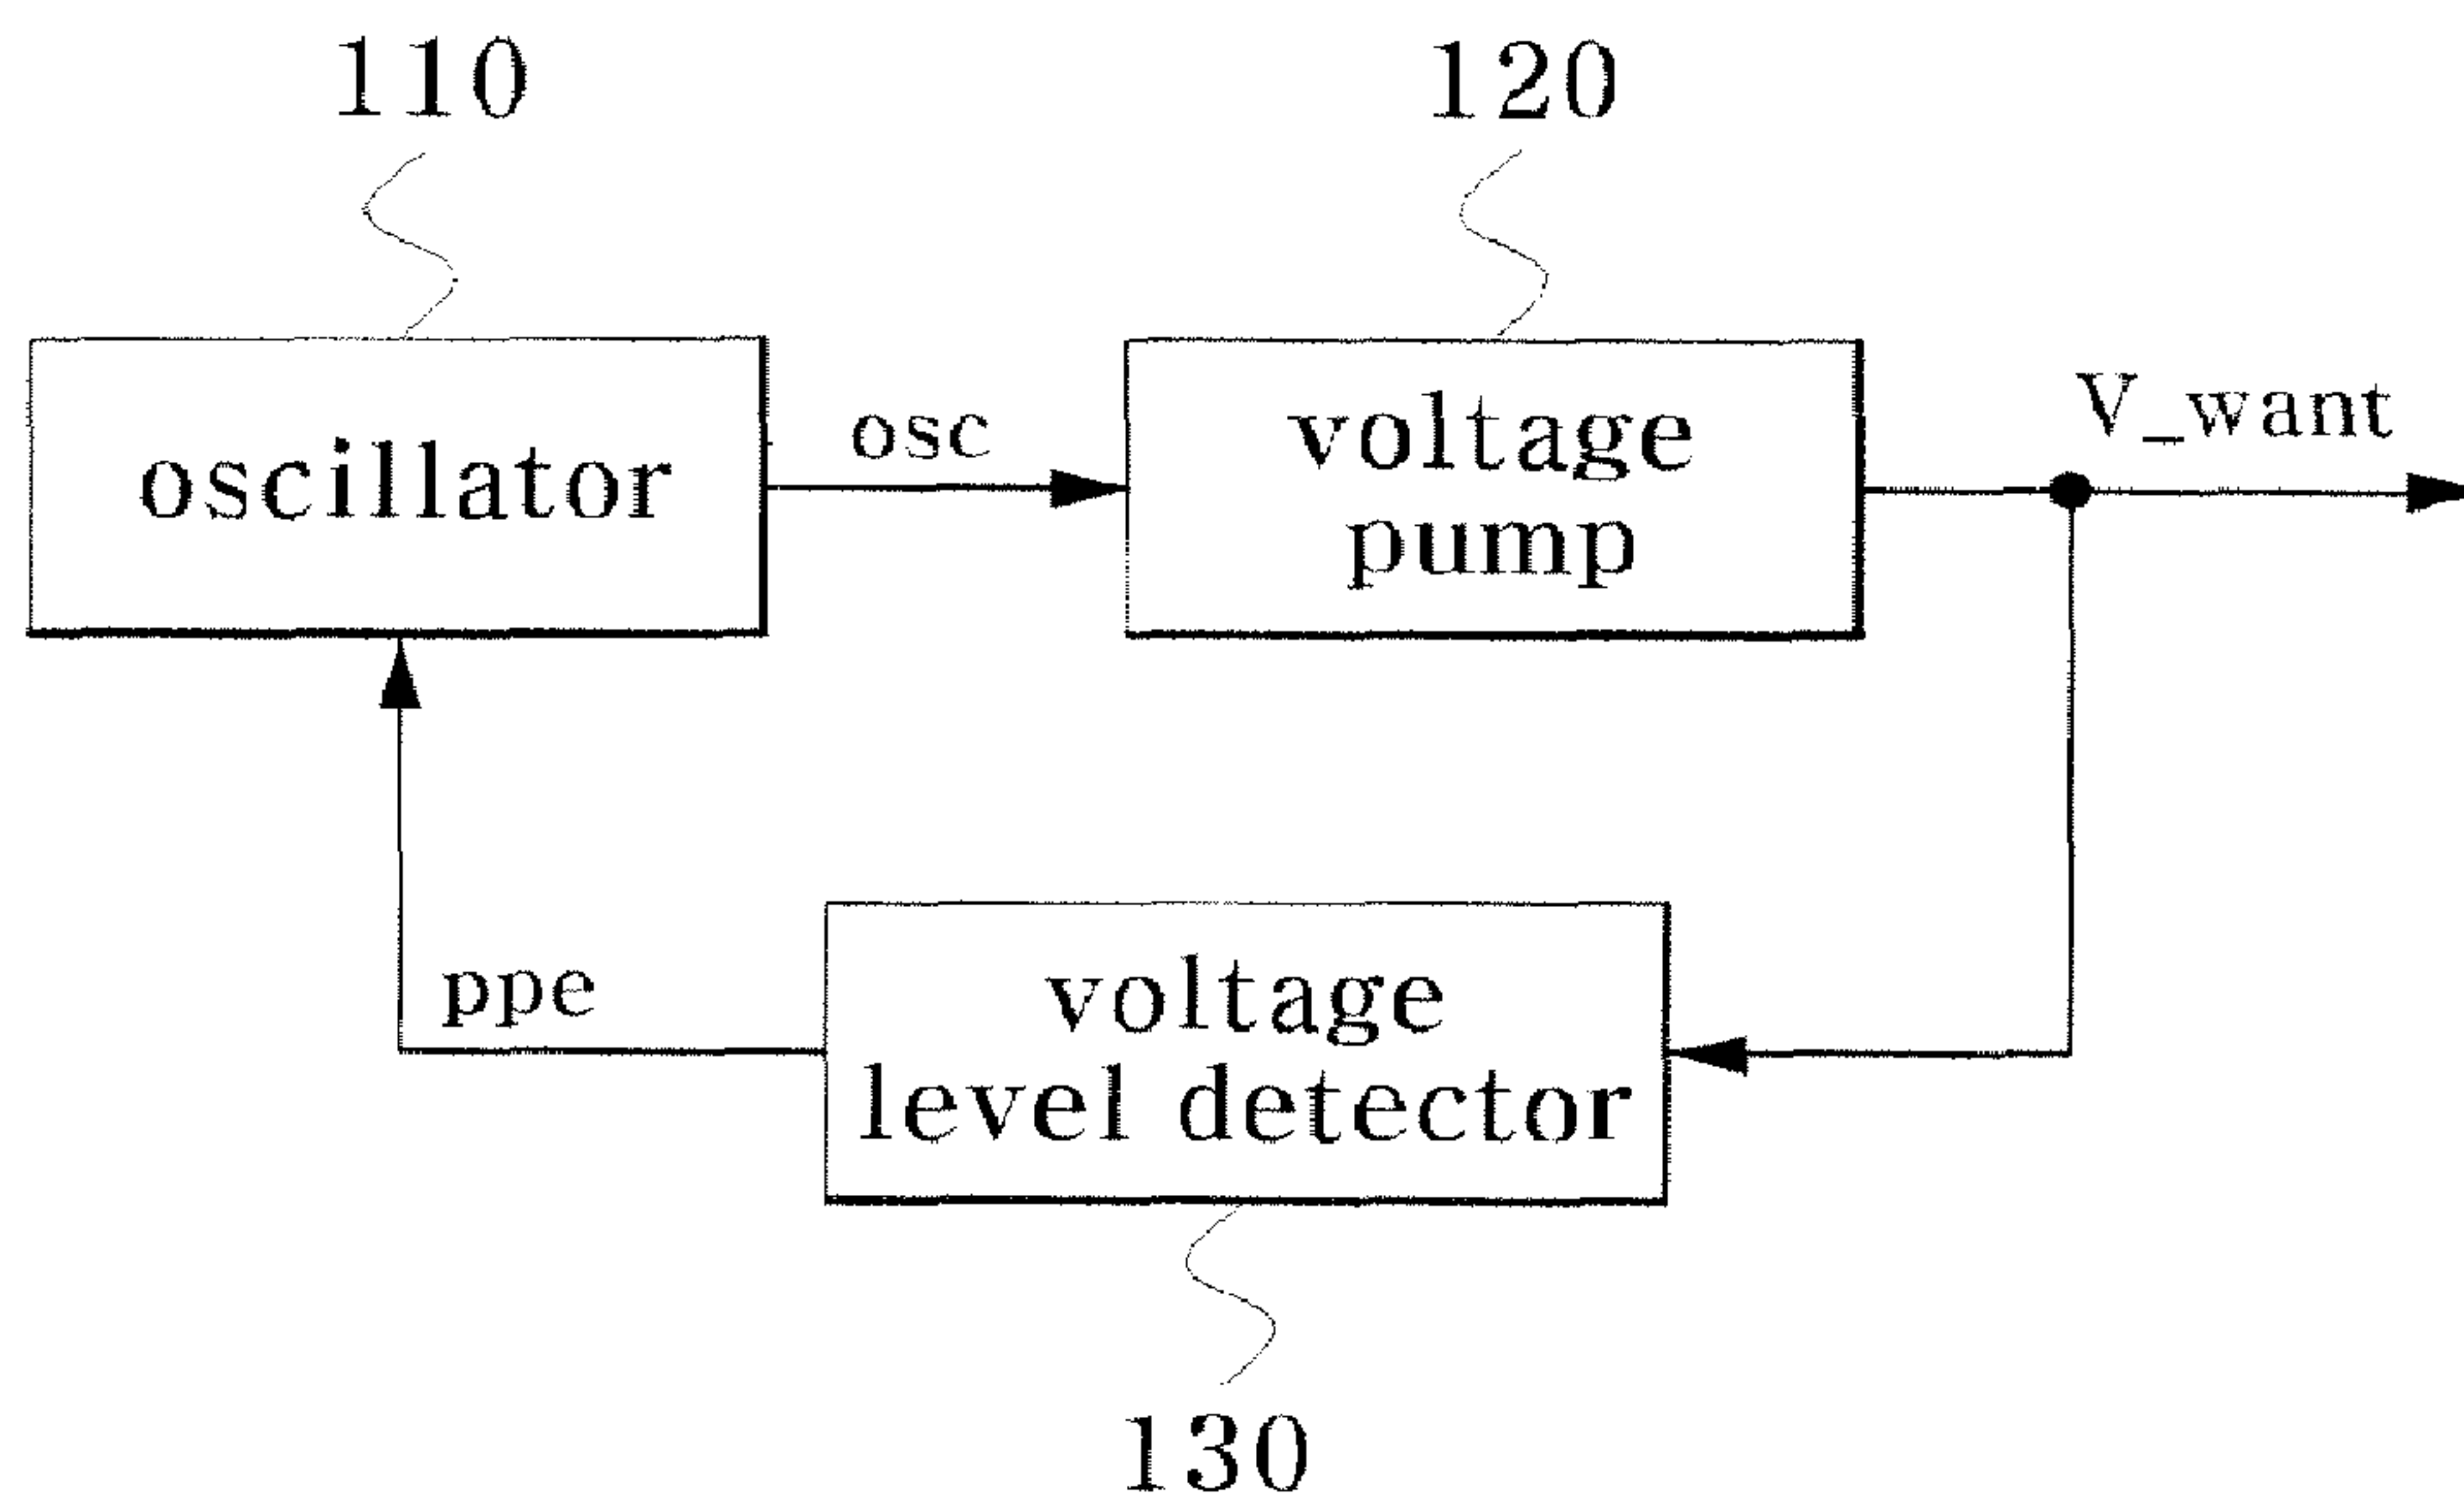 110
120
oscillator
osc
voltage
pump
V_want
ppe
voltage
level detector
130